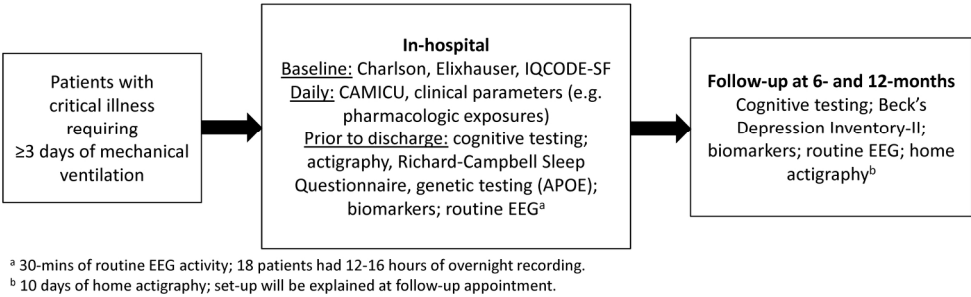 Patients with
critical illness
requiring
≥3 days of mechanical
ventilation
In-hospital
Baseline: Charlson, Elixhauser, IQCODE-SF
Daily: CAMICU, clinical parameters (e.g.
pharmacologic exposures)
Prior to discharge: cognitive testing;
actigraphy, Richard-Campbell Sleep
Questionnaire, genetic testing (APOE);
biomarkers; routine EEGᵃ
Follow-up at 6- and 12-months
Cognitive testing; Beck's
Depression Inventory-II;
biomarkers; routine EEG; home
actigraphyᵇ
ᵃ 30-mins of routine EEG activity; 18 patients had 12-16 hours of overnight recording.
ᵇ 10 days of home actigraphy; set-up will be explained at follow-up appointment.